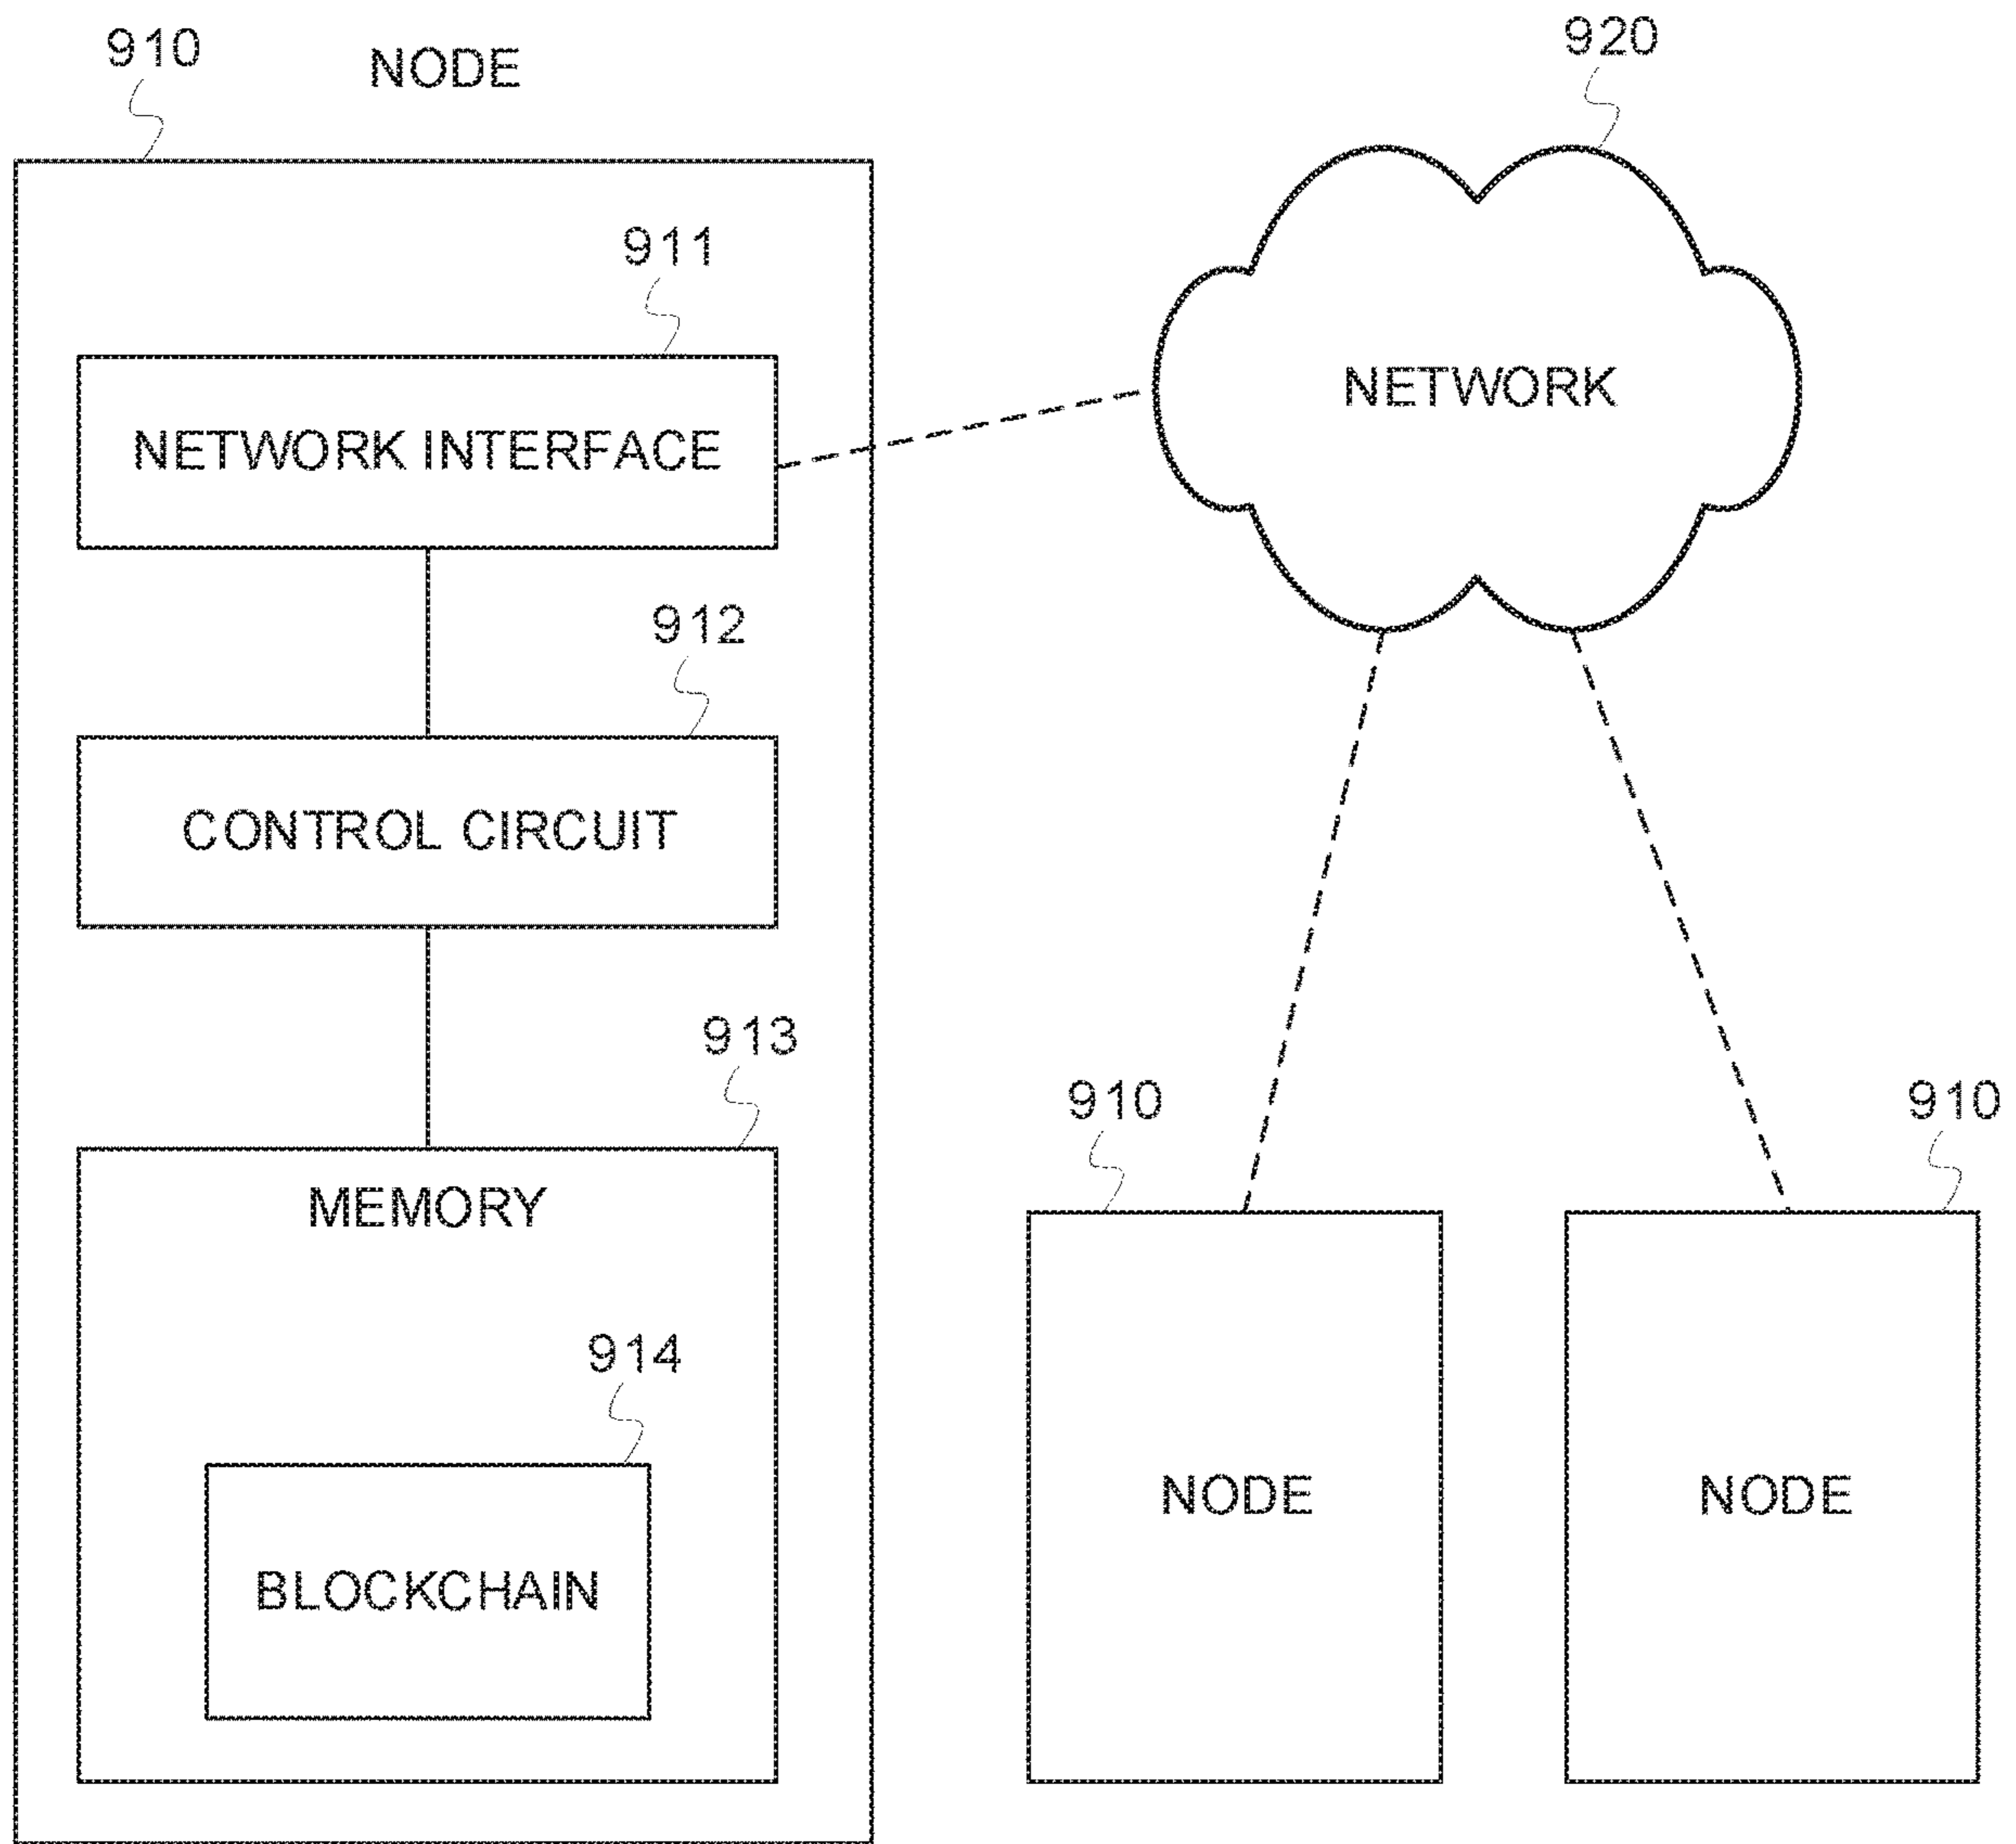 910
NODE
920
911
NETWORK INTERFACE
NETWORK
912
CONTROL CIRCUIT
913
MEMORY
914
BLOCKCHAIN
910
910
NODE
NODE